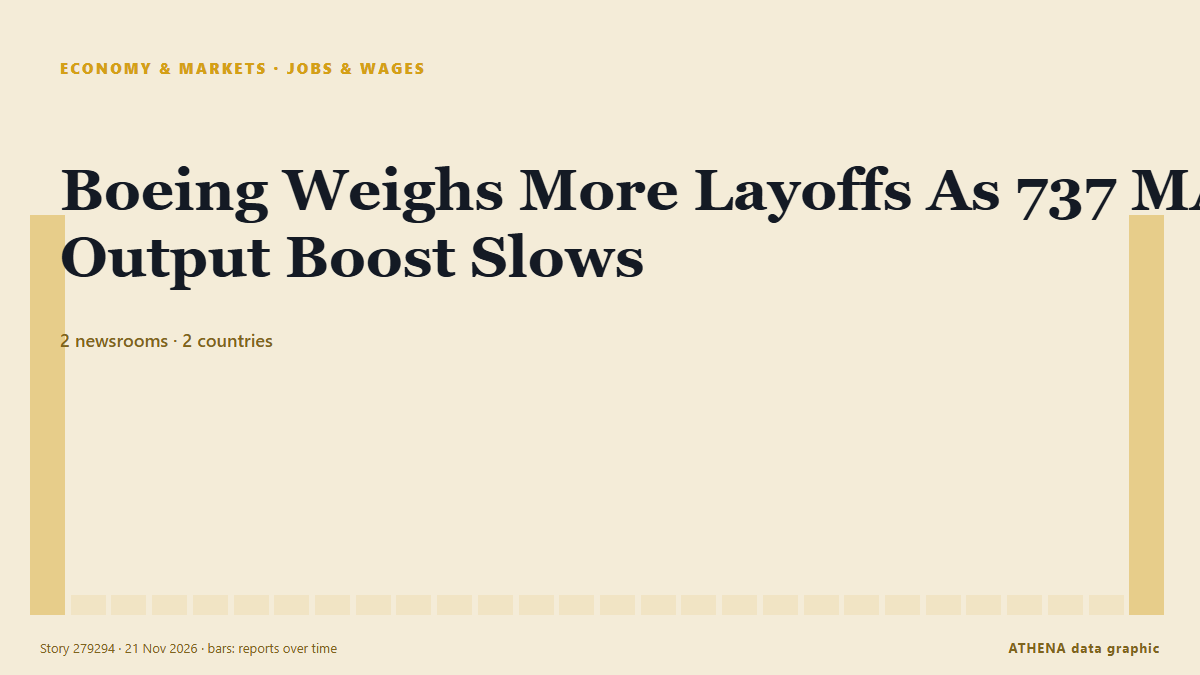 ECONOMY & MARKETS · JOBS & WAGES
Boeing Weighs More Layoffs As 737
Output Boost Slows
2 newsrooms · 2 countries
Story 279294 · 21 Nov 2026 · bars: reports over time
ATHENA data graphic